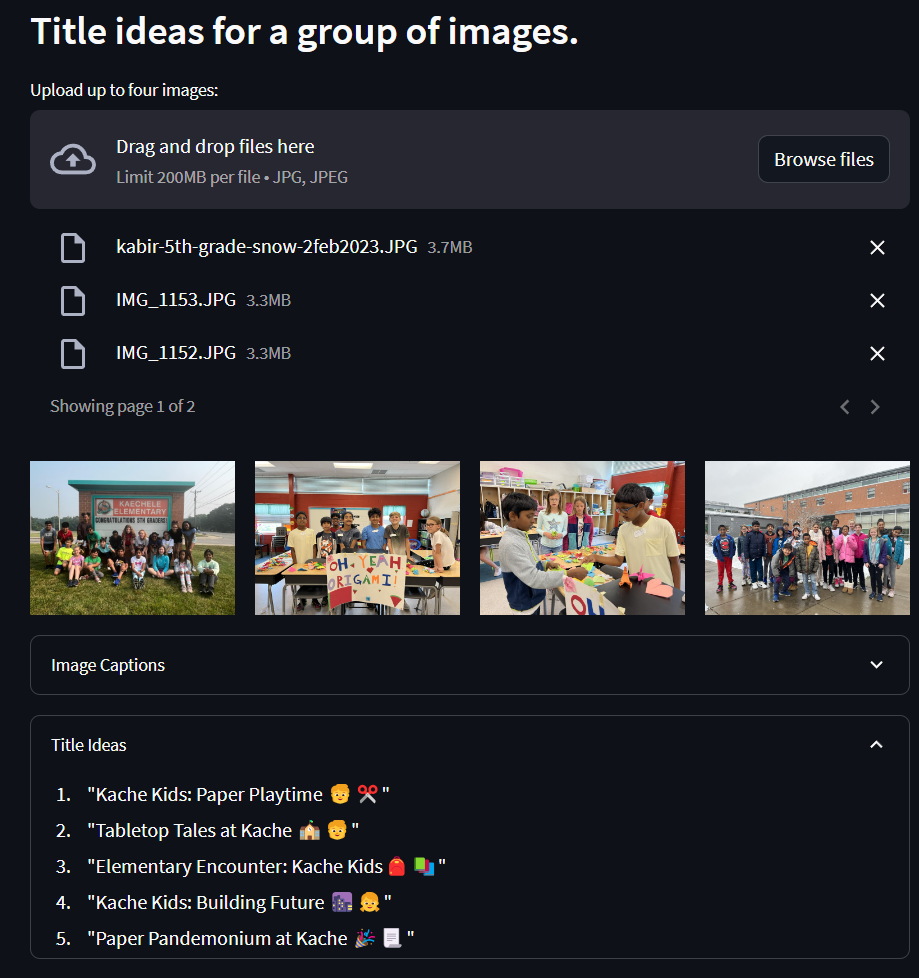 Title ideas for a group of images.
Upload up to four images:
Drag and drop files here
Limit 200MB per file • JPG, JPEG
Browse files
kabir-5th-grade-snow-2feb2023.JPG 3.7MB
IMG_1153.JPG 3.3MB
IMG_1152.JPG 3.3MB
Showing page 1 of 2
KAECHELE
ELEMENTARY
CONGRATULATIONS 5TH GRADERS!
OH, YEAH
ORIGAMI!
OH
Image Captions
Title Ideas
1. "Kache Kids: Paper Playtime 🧒 ✂️ "
2. "Tabletop Tales at Kache 🏫 🧒 "
3. "Elementary Encounter: Kache Kids 🎒 📚 "
4. "Kache Kids: Building Future 🌆 👧 "
5. "Paper Pandemonium at Kache 🎉 📃 "